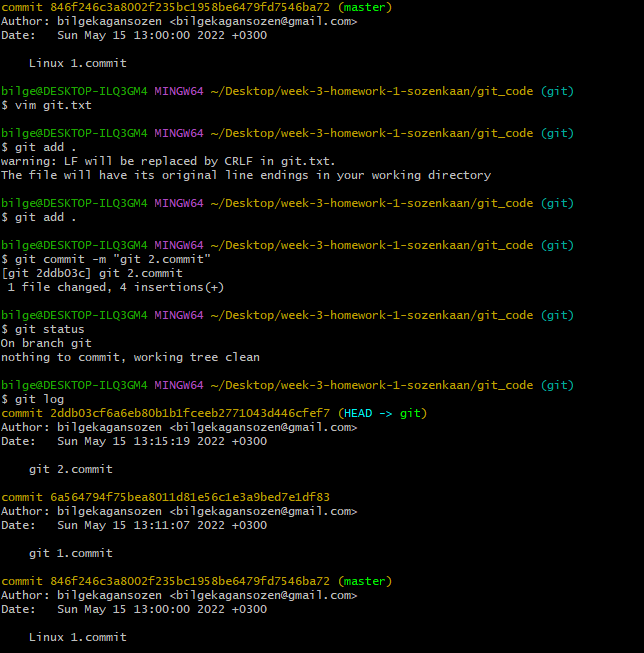 commit 846f246c3a8002f235bc1958be6479fd7546ba72 (master)
Author: bilgekagansozen <bilgekagansozen@gmail.com>
Date:   Sun May 15 13:00:00 2022 +0300
    Linux 1.commit
bilge@DESKTOP-ILQ3GM4 MINGW64 ~/Desktop/week-3-homework-1-sozenkaan/git_code (git)
$ vim git.txt
bilge@DESKTOP-ILQ3GM4 MINGW64 ~/Desktop/week-3-homework-1-sozenkaan/git_code (git)
$ git add .
warning: LF will be replaced by CRLF in git.txt.
The file will have its original line endings in your working directory
bilge@DESKTOP-ILQ3GM4 MINGW64 ~/Desktop/week-3-homework-1-sozenkaan/git_code (git)
$ git add .
bilge@DESKTOP-ILQ3GM4 MINGW64 ~/Desktop/week-3-homework-1-sozenkaan/git_code (git)
$ git commit -m "git 2.commit"
[git 2ddb03c] git 2.commit
 1 file changed, 4 insertions(+)
bilge@DESKTOP-ILQ3GM4 MINGW64 ~/Desktop/week-3-homework-1-sozenkaan/git_code (git)
$ git status
On branch git
nothing to commit, working tree clean
bilge@DESKTOP-ILQ3GM4 MINGW64 ~/Desktop/week-3-homework-1-sozenkaan/git_code (git)
$ git log
commit 2ddb03cf6a6eb80b1b1fceeb2771043d446cfef7 (HEAD -> git)
Author: bilgekagansozen <bilgekagansozen@gmail.com>
Date:   Sun May 15 13:15:19 2022 +0300
    git 2.commit
commit 6a564794f75bea8011d81e56c1e3a9bed7e1df83
Author: bilgekagansozen <bilgekagansozen@gmail.com>
Date:   Sun May 15 13:11:07 2022 +0300
    git 1.commit
commit 846f246c3a8002f235bc1958be6479fd7546ba72 (master)
Author: bilgekagansozen <bilgekagansozen@gmail.com>
Date:   Sun May 15 13:00:00 2022 +0300
    Linux 1.commit